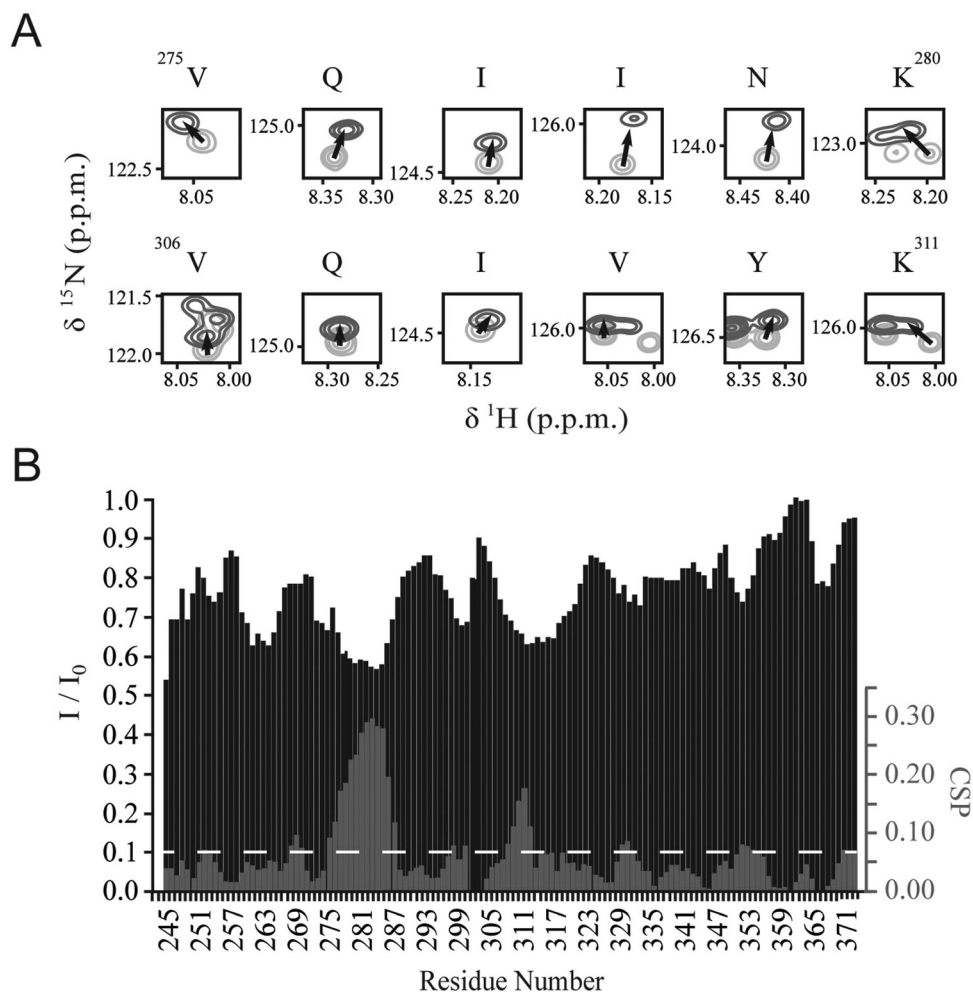 A
275 V Q I I N K 280
125.0 126.0
124.0 123.0
122.5 124.5
8.05 8.35 8.30 8.25 8.20 8.20 8.15 8.45 8.40 8.25 8.20
δ 15N (p.p.m.)
306 V Q I V Y K 311
121.5
124.5 126.0 126.5 126.0
122.0 125.0
8.05 8.00 8.30 8.25 8.15 8.05 8.00 8.35 8.30 8.05 8.00
δ 1H (p.p.m.)
B
1.0
0.9
0.8
0.7
0.6
0.5
0.4
0.3
0.2
0.1
0.0
I / I0
0.30
0.20
0.10
0.00
CSP
245 251 257 263 269 275 281 287 293 299 305 311 317 323 329 335 341 347 353 359 365 371
Residue Number